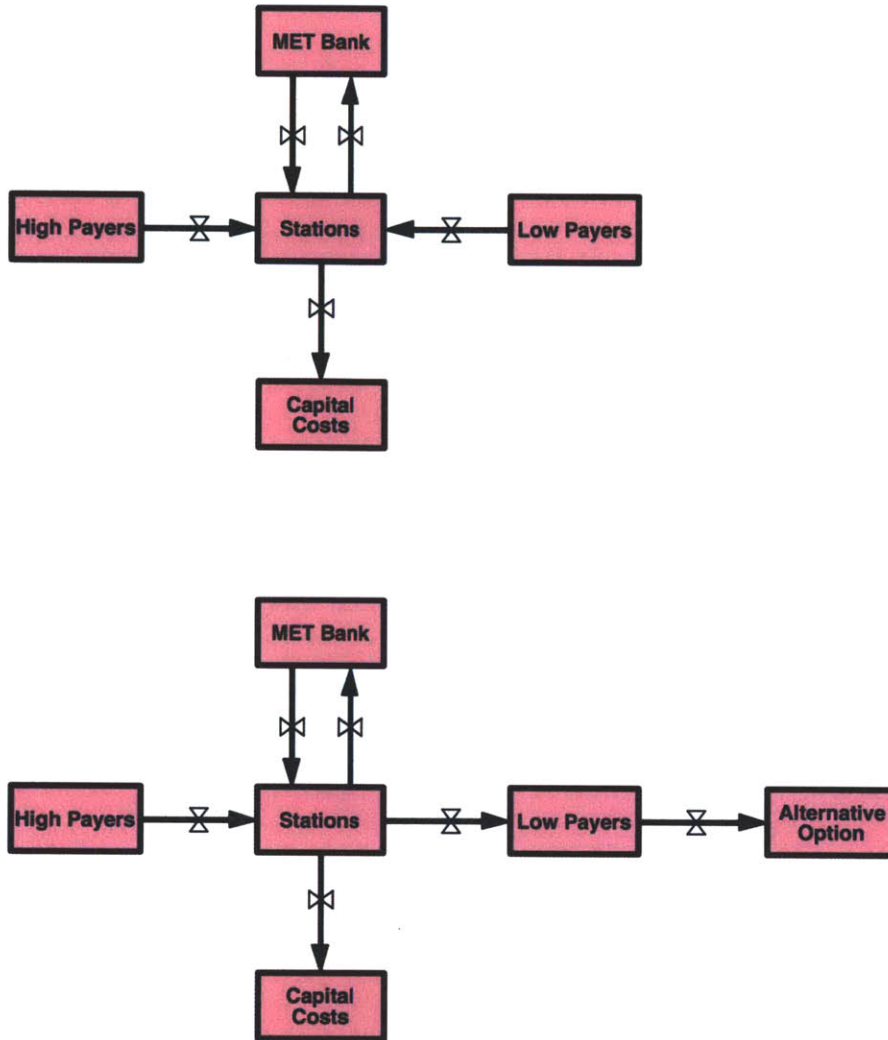 MET Bank
High Payers
Stations
Low Payers
Capital
Costs
MET Bank
High Payers
Stations
Low Payers
Alternative
Option
Capital
Costs